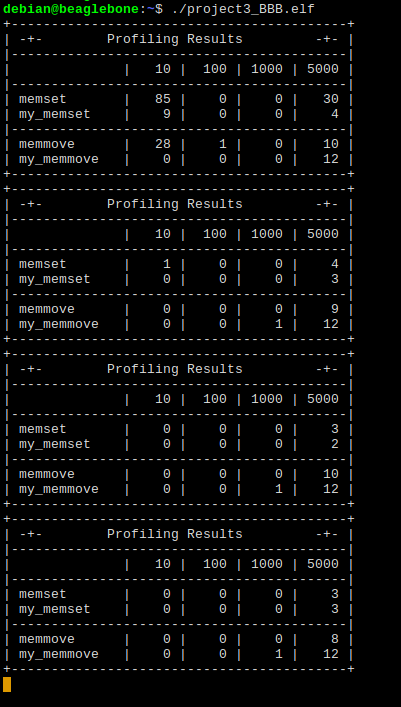 debian@beaglebone:~$ ./project3_BBB.elf
+------------------------------------------+
| -+-        Profiling Results         -+- |
|------------------------------------------|
|              |   10 |  100 | 1000 | 5000 |
|------------------------------------------|
| memset       |   85 |    0 |    0 |   30 |
| my_memset    |    9 |    0 |    0 |    4 |
|------------------------------------------|
| memmove      |   28 |    1 |    0 |   10 |
| my_memmove   |    0 |    0 |    0 |   12 |
+------------------------------------------+
+------------------------------------------+
| -+-        Profiling Results         -+- |
|------------------------------------------|
|              |   10 |  100 | 1000 | 5000 |
|------------------------------------------|
| memset       |    1 |    0 |    0 |    4 |
| my_memset    |    0 |    0 |    0 |    3 |
|------------------------------------------|
| memmove      |    0 |    0 |    0 |    9 |
| my_memmove   |    0 |    0 |    1 |   12 |
+------------------------------------------+
+------------------------------------------+
| -+-        Profiling Results         -+- |
|------------------------------------------|
|              |   10 |  100 | 1000 | 5000 |
|------------------------------------------|
| memset       |    0 |    0 |    0 |    3 |
| my_memset    |    0 |    0 |    0 |    2 |
|------------------------------------------|
| memmove      |    0 |    0 |    0 |   10 |
| my_memmove   |    0 |    0 |    1 |   12 |
+------------------------------------------+
+------------------------------------------+
| -+-        Profiling Results         -+- |
|------------------------------------------|
|              |   10 |  100 | 1000 | 5000 |
|------------------------------------------|
| memset       |    0 |    0 |    0 |    3 |
| my_memset    |    0 |    0 |    0 |    3 |
|------------------------------------------|
| memmove      |    0 |    0 |    0 |    8 |
| my_memmove   |    0 |    0 |    1 |   12 |
+------------------------------------------+